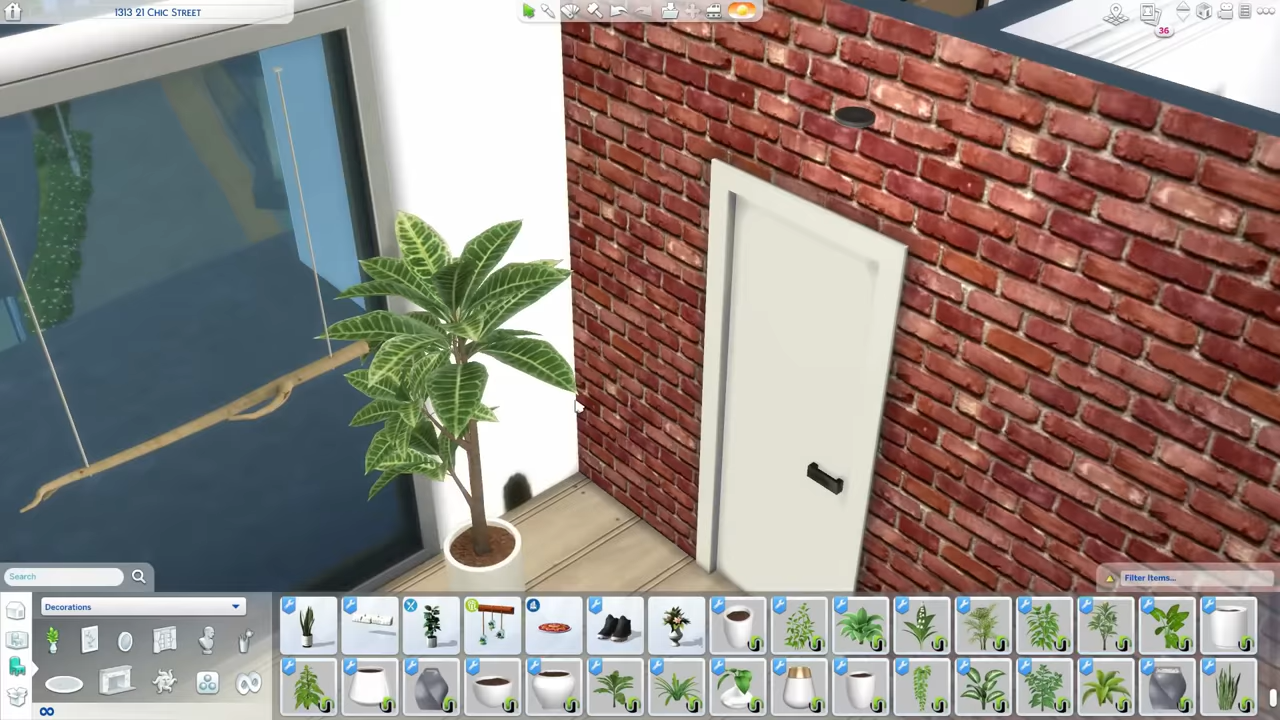 1313 21 CHIC STREET
36
Search
Filter Items...
Decorations